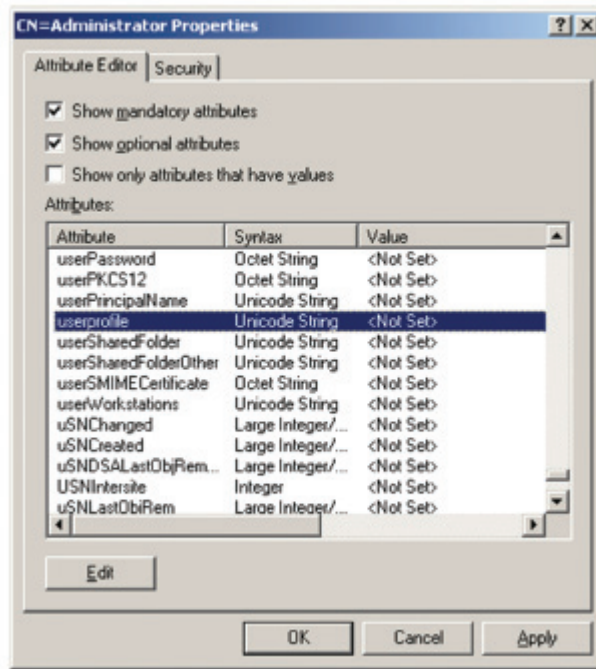 CN=Administrator Properties
Attribute Editor Security
Show mandatory attributes
Show optional attributes
Show only attributes that have values
Attributes:
Attribute Syntax Value
userPassword Octet String <Not Set>
userPKCS12 Octet String <Not Set>
userPrincipalName Unicode String <Not Set>
userprofile Unicode String <Not Set>
userSharedFolder Unicode String <Not Set>
userSharedFolderOther Unicode String <Not Set>
userSMIMECertificate Octet String <Not Set>
userWorkstations Unicode String <Not Set>
uSNChanged Large Integer/... <Not Set>
uSNCreated Large Integer/... <Not Set>
uSNDSALastObjRem... Large Integer/... <Not Set>
USNIntersite Integer <Not Set>
uSNLastObjRem Large Integer/... <Not Set>
Edit
OK Cancel Apply